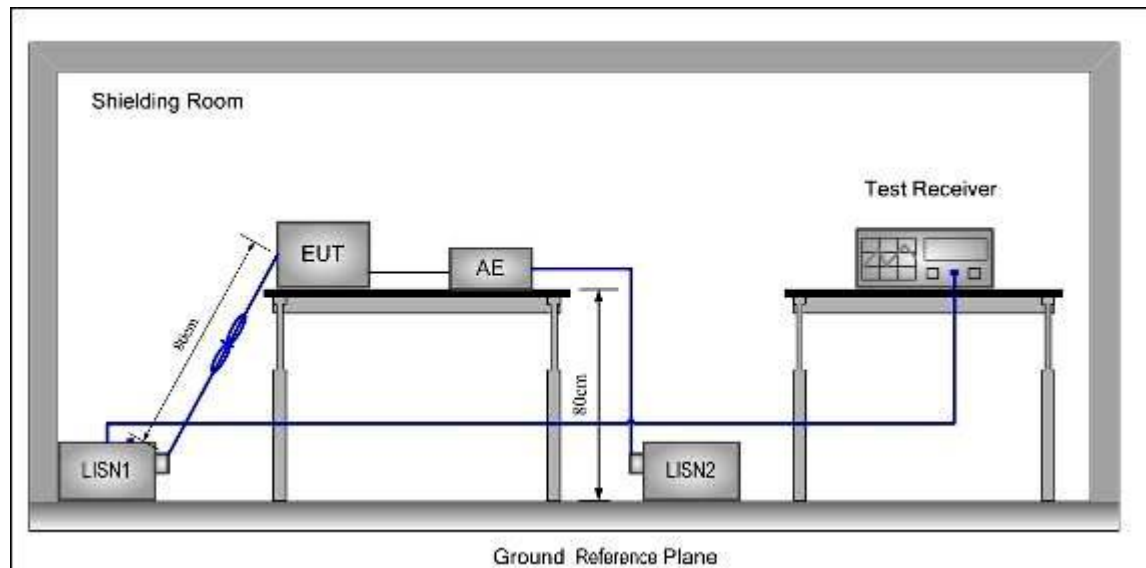 Shielding Room
Test Receiver
EUT
AE
80cm
80cm
LISN1
LISN2
Ground Reference Plane